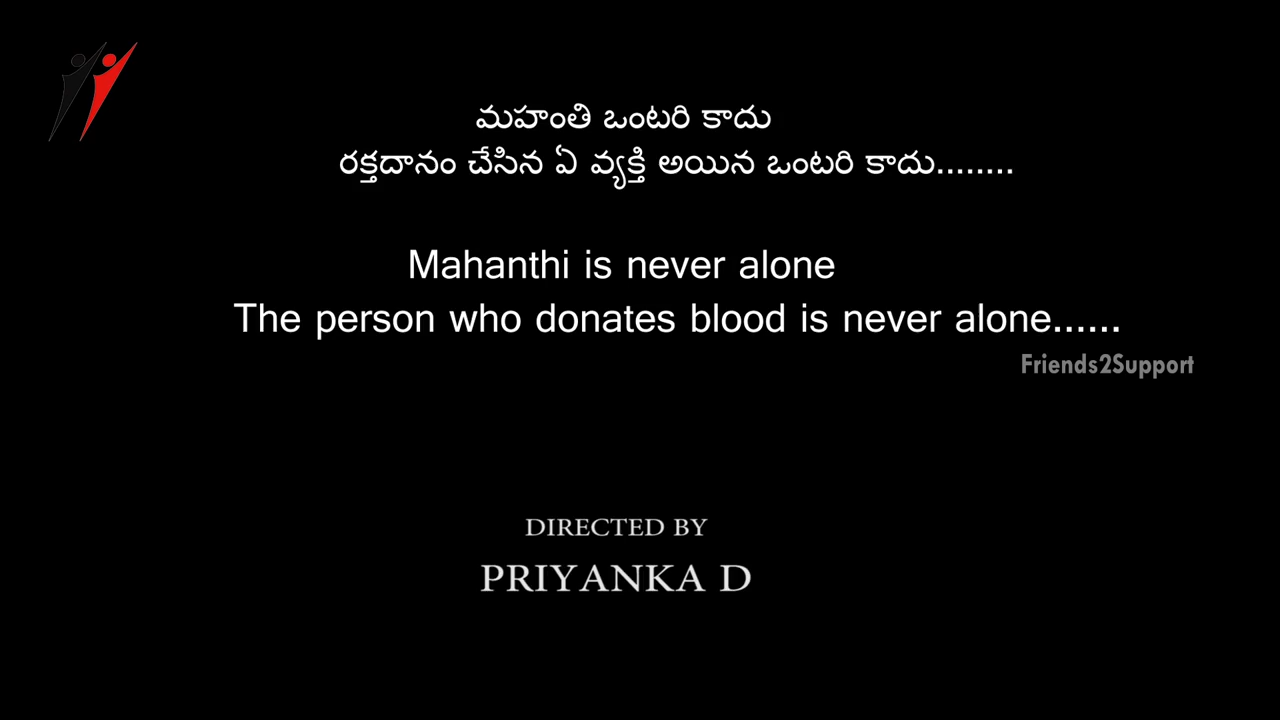 మహంతి ఒంటరి కాదు
రక్తదానం చేసిన ఏ వ్యక్తి అయిన ఒంటరి కాదు........
Mahanthi is never alone
The person who donates blood is never alone......
Friends2Support
DIRECTED BY
PRIYANKA D